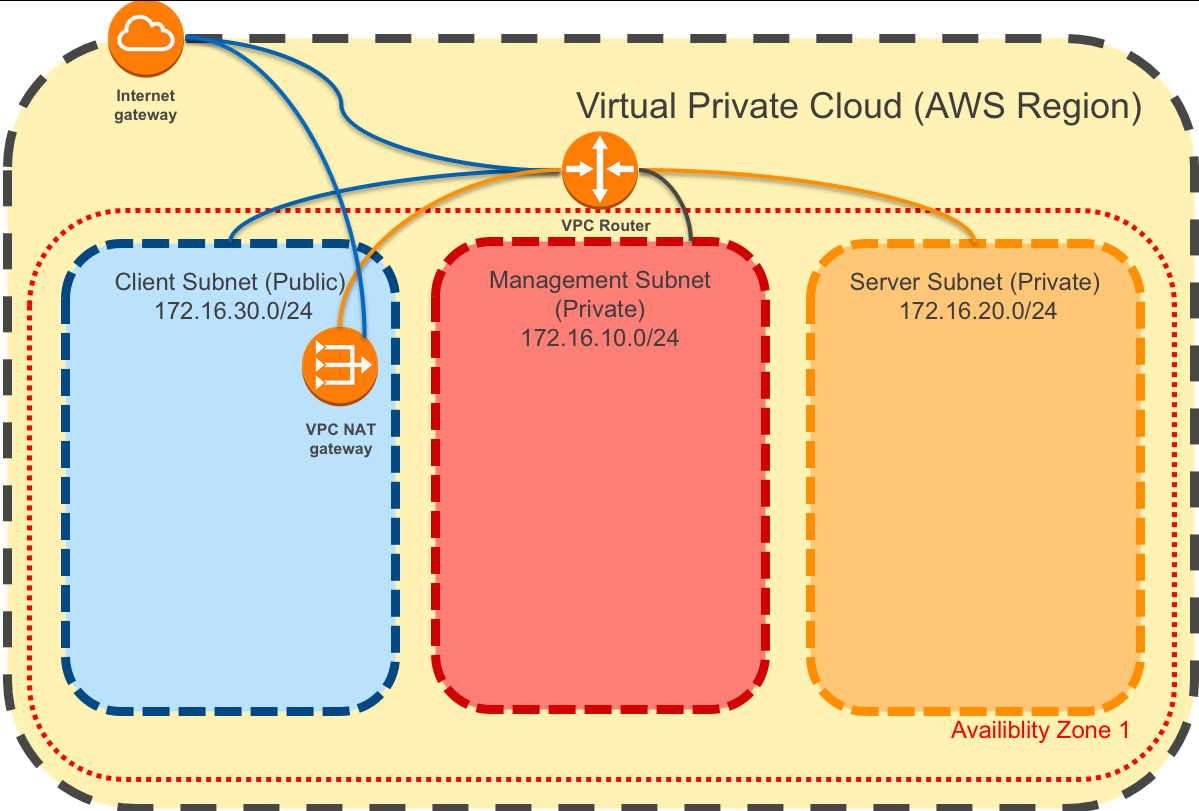 Internet
gateway
Virtual Private Cloud (AWS Region)
VPC Router
Client Subnet (Public)
172.16.30.0/24
VPC NAT
gateway
Management Subnet
(Private)
172.16.10.0/24
Server Subnet (Private)
172.16.20.0/24
Availiblity Zone 1